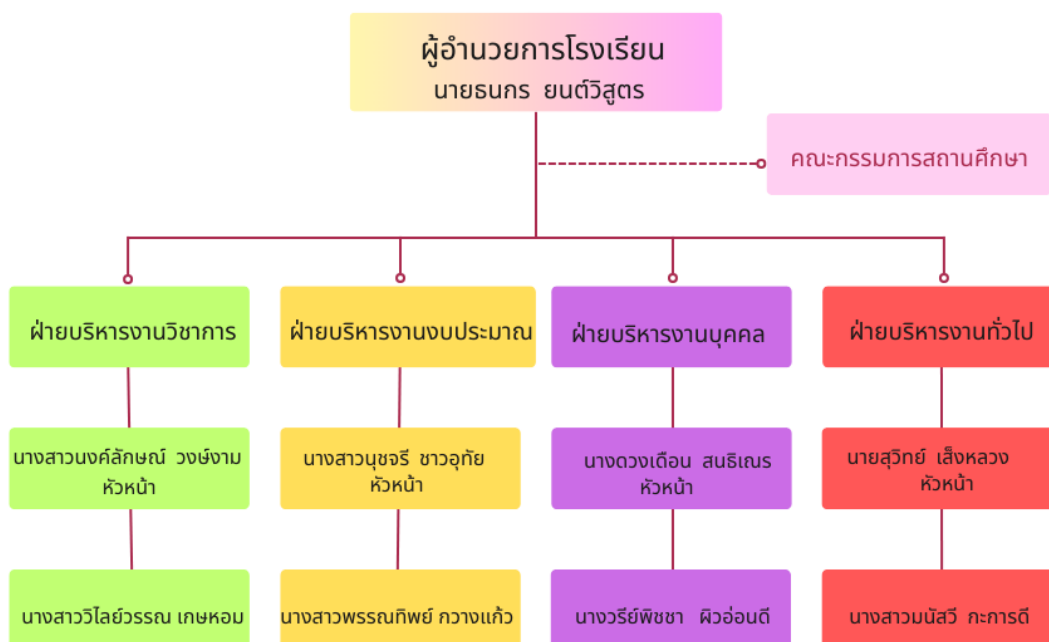 ผู้อำนวยการโรงเรียน
นายธนกร ยนต์วิสูตร
คณะกรรมการสถานศึกษา
ฝ่ายบริหารงานวิชาการ
ฝ่ายบริหารงานงบประมาณ
ฝ่ายบริหารงานบุคคล
ฝ่ายบริหารงานทั่วไป
นางสาวนงค์ลักษณ์ วงษ์งาม
หัวหน้า
นางสาวนุชจรี ชาวอุทัย
หัวหน้า
นางดวงเดือน สนธิเณร
หัวหน้า
นายสุวิทย์ เส็งหลวง
หัวหน้า
นางสาววิไลย์วรรณ เกษหอม
นางสาวพรรณทิพย์ กวางแก้ว
นางวรีย์พิชชา ผิวอ่อนดี
นางสาวมนัสวี กะการดี